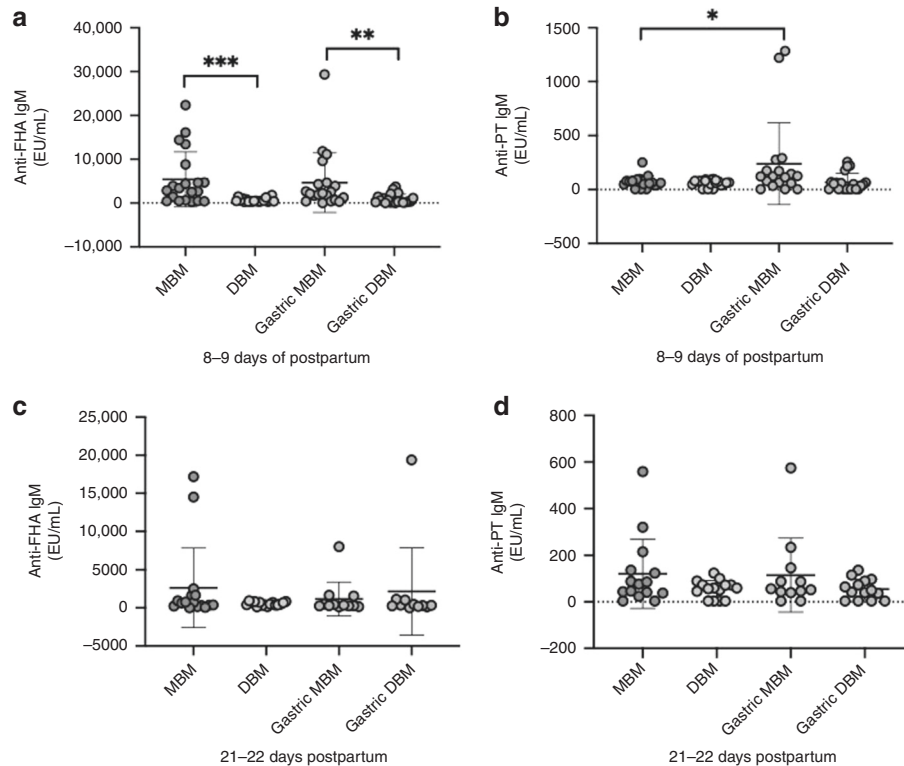 a
40,000
30,000
20,000
10,000
0
–10,000
Anti-FHA IgM
(EU/mL)
***
**
MBM
DBM
Gastric MBM
Gastric DBM
8–9 days of postpartum
b
1500
1000
500
0
–500
Anti-PT IgM
(EU/mL)
*
MBM
DBM
Gastric MBM
Gastric DBM
8–9 days of postpartum
c
25,000
20,000
15,000
10,000
5000
0
–5000
Anti-FHA IgM
(EU/mL)
MBM
DBM
Gastric MBM
Gastric DBM
21–22 days postpartum
d
800
600
400
200
0
–200
Anti-PT IgM
(EU/mL)
MBM
DBM
Gastric MBM
Gastric DBM
21–22 days postpartum